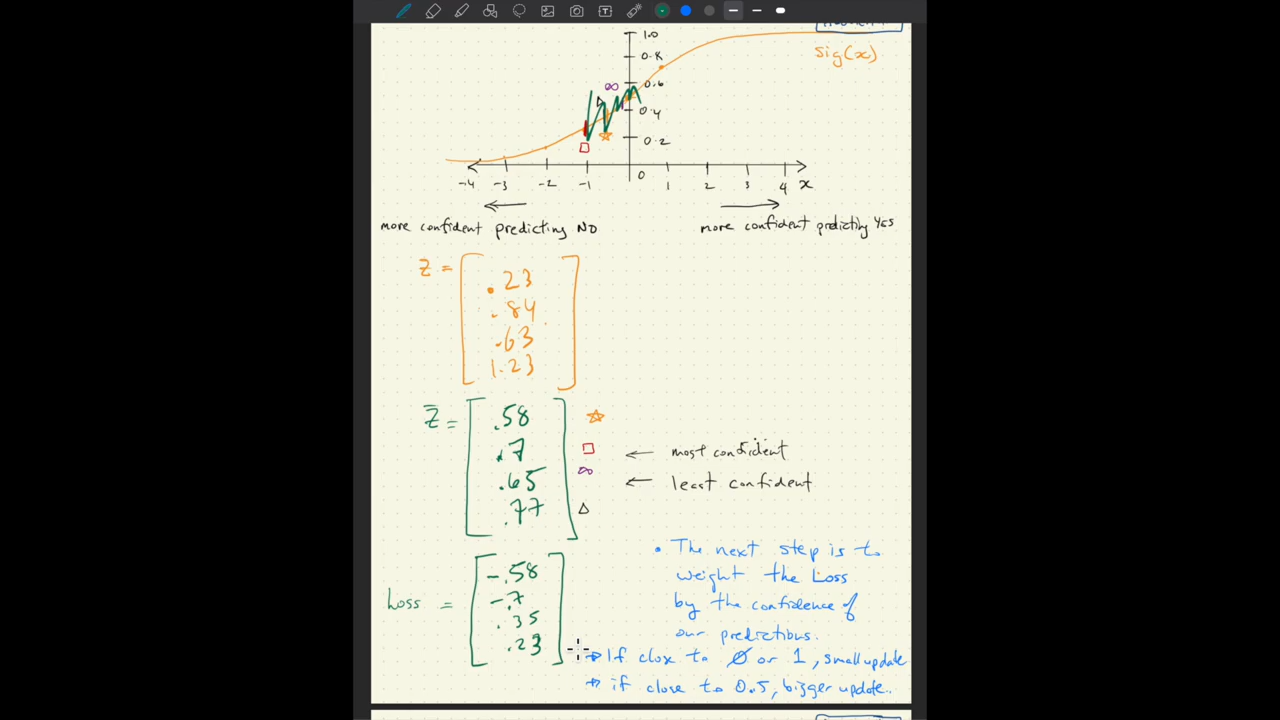 1.0
0.8
sig(x)
0.6
0.4
0.2
-4 -3 -2 -1 0 1 2 3 4 x
more confident predicting NO
more confident predicting YES
Z =
.23
.84
.63
1.23
Z̄ =
.58
.7
.65
.77
← most confident
← least confident
Loss =
-.58
-.7
.35
.23
• The next step is to
weight the Loss
by the confidence of
our predictions.
→ If close to 0 or 1, small update
→ if close to 0.5, bigger update.